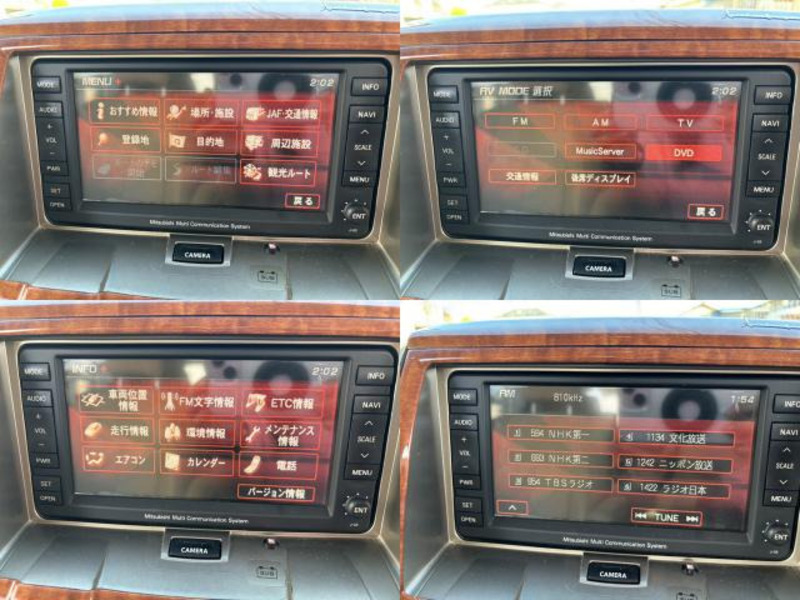 MENU 2:02
MODE INFO
AUDIO NAVI
おすすめ情報 場所・施設 JAF・交通情報
+
VOL SCALE
登録地 目的地 周辺施設
-
PWR MENU
観光ルート
SET
戻る
OPEN ENT
Mitsubishi Multi Communication System
CAMERA
AV MODE 選択 2:02
MODE INFO
AUDIO NAVI
FM AM TV
+
VOL SCALE
MusicServer DVD
-
PWR MENU
交通情報 後席ディスプレイ
SET
戻る
OPEN ENT
Mitsubishi Multi Communication System
CAMERA
INFO 2:02
MODE INFO
AUDIO NAVI
車両位置情報 FM文字情報 ETC情報
+
VOL SCALE
走行情報 環境情報 メンテナンス情報
-
PWR MENU
エアコン カレンダー 電話
SET
バージョン情報
OPEN ENT
Mitsubishi Multi Communication System
CAMERA
AM 810kHz 1:54
MODE INFO
AUDIO NAVI
594 NHK第一 1134 文化放送
+
VOL SCALE
693 NHK第二 1242 ニッポン放送
-
PWR MENU
954 TBSラジオ 1422 ラジオ日本
SET
TUNE
OPEN ENT
Mitsubishi Multi Communication System
CAMERA